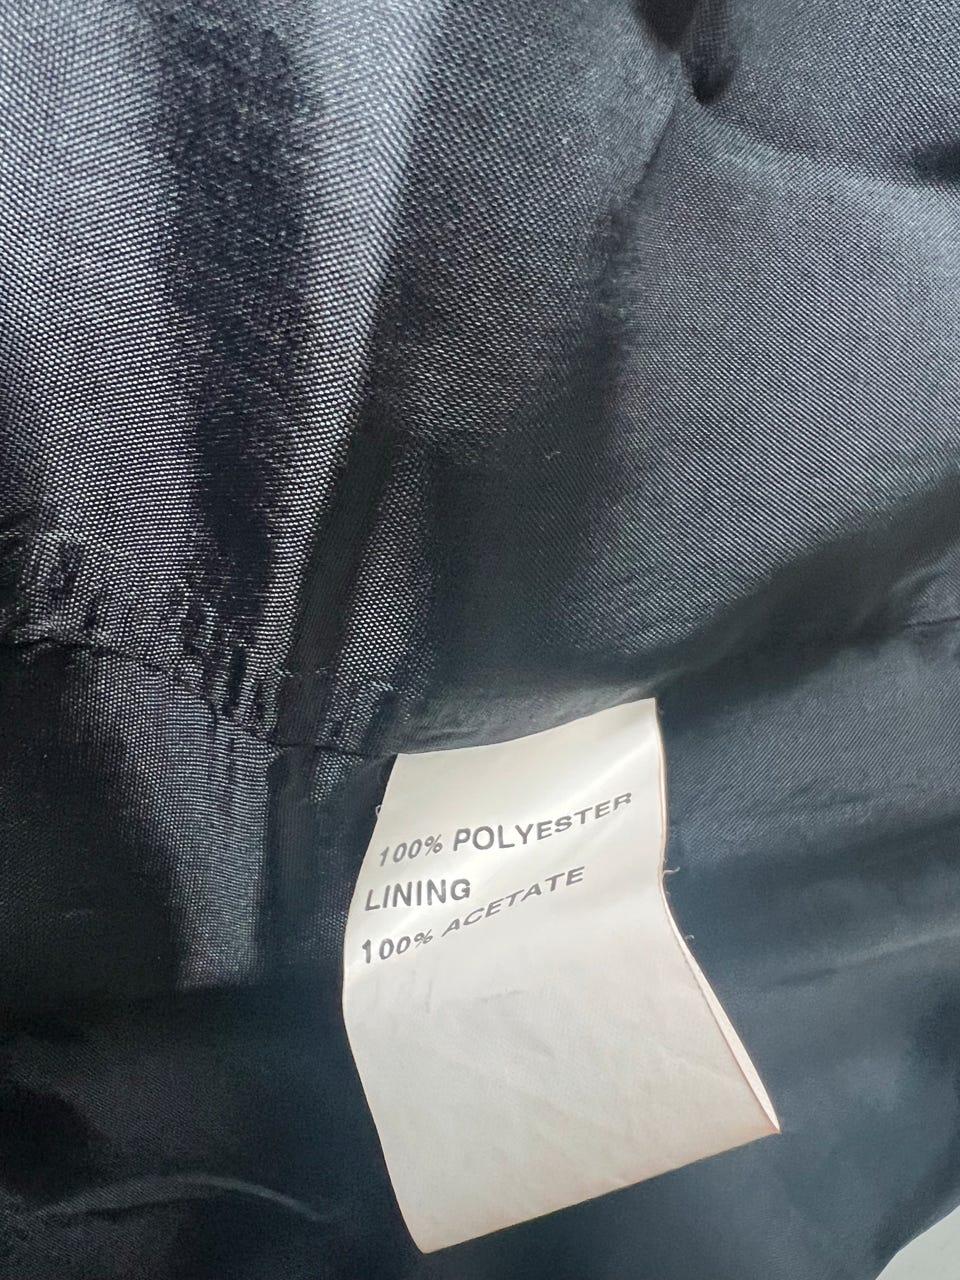 100% POLYESTER
LINING
100% ACETATE